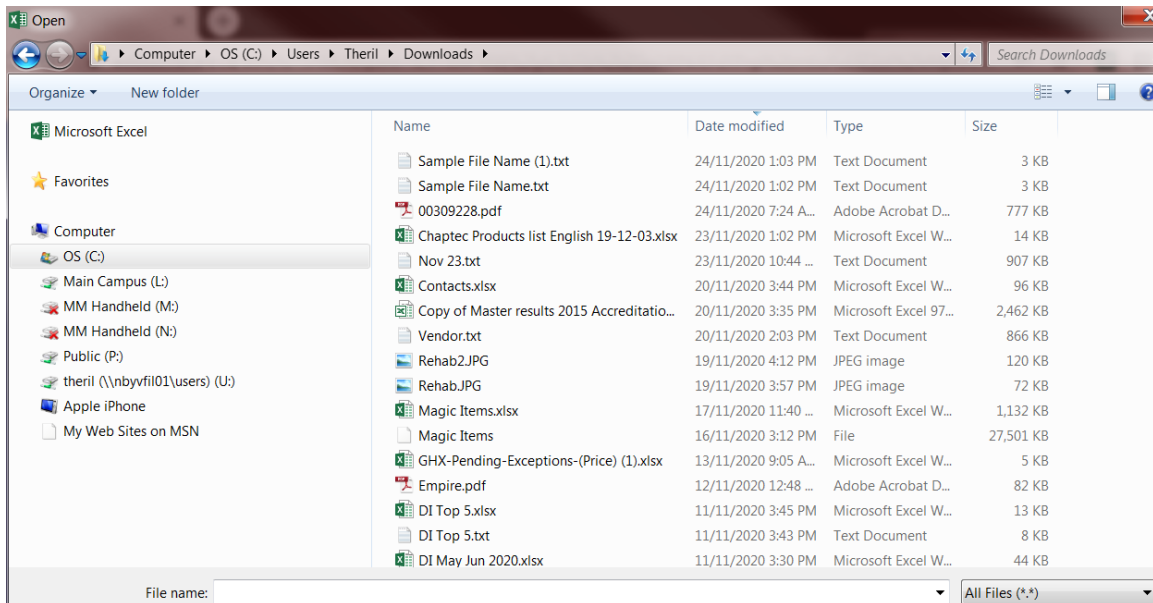 Open
Computer OS (C:) Users Theril Downloads Search Downloads
Organize New folder
Microsoft Excel
Favorites
Computer
OS (C:)
Main Campus (L:)
MM Handheld (M:)
MM Handheld (N:)
Public (P:)
theril (\\nbyvfil01\users) (U:)
Apple iPhone
My Web Sites on MSN
Name Date modified Type Size
Sample File Name (1).txt 24/11/2020 1:03 PM Text Document 3 KB
Sample File Name.txt 24/11/2020 1:02 PM Text Document 3 KB
00309228.pdf 24/11/2020 7:24 A... Adobe Acrobat D... 777 KB
Chaptec Products list English 19-12-03.xlsx 23/11/2020 1:02 PM Microsoft Excel W... 14 KB
Nov 23.txt 23/11/2020 10:44 ... Text Document 907 KB
Contacts.xlsx 20/11/2020 3:44 PM Microsoft Excel W... 96 KB
Copy of Master results 2015 Accreditatio... 20/11/2020 3:35 PM Microsoft Excel 97... 2,462 KB
Vendor.txt 20/11/2020 2:03 PM Text Document 866 KB
Rehab2.JPG 19/11/2020 4:12 PM JPEG image 120 KB
Rehab.JPG 19/11/2020 3:57 PM JPEG image 72 KB
Magic Items.xlsx 17/11/2020 11:40 ... Microsoft Excel W... 1,132 KB
Magic Items 16/11/2020 3:12 PM File 27,501 KB
GHX-Pending-Exceptions-(Price) (1).xlsx 13/11/2020 9:05 A... Microsoft Excel W... 5 KB
Empire.pdf 12/11/2020 12:48 ... Adobe Acrobat D... 82 KB
DI Top 5.xlsx 11/11/2020 3:45 PM Microsoft Excel W... 13 KB
DI Top 5.txt 11/11/2020 3:43 PM Text Document 8 KB
DI May Jun 2020.xlsx 11/11/2020 3:30 PM Microsoft Excel W... 44 KB
File name: All Files (*.*)